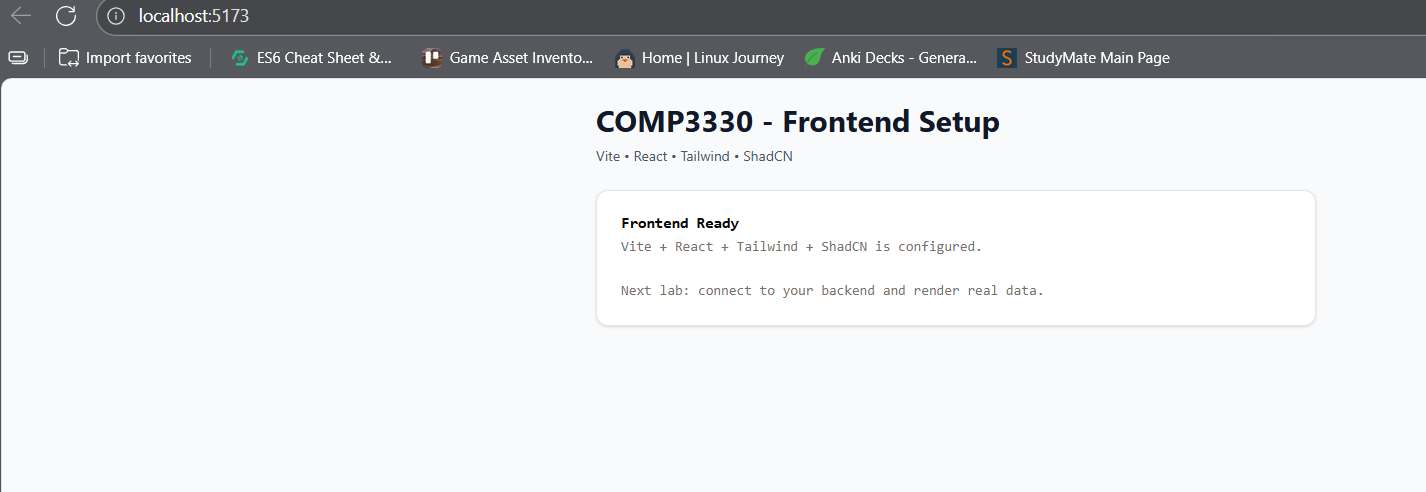 localhost:5173
Import favorites
ES6 Cheat Sheet &...
Game Asset Invento...
Home | Linux Journey
Anki Decks - Genera...
S
StudyMate Main Page
COMP3330 - Frontend Setup
Vite • React • Tailwind • ShadCN
Frontend Ready
Vite + React + Tailwind + ShadCN is configured.
Next lab: connect to your backend and render real data.